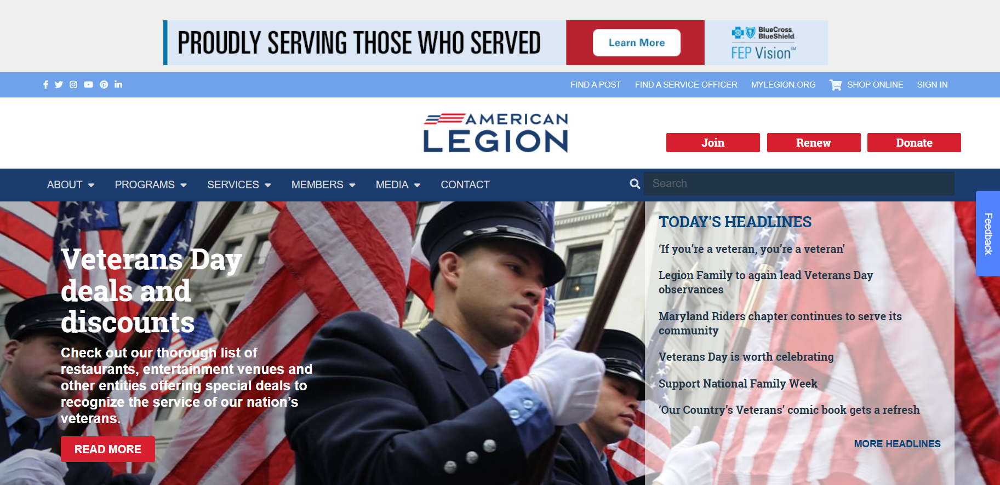 PROUDLY SERVING THOSE WHO SERVED
Learn More
BlueCross
BlueShield
FEP Vision℠
FIND A POST
FIND A SERVICE OFFICER
MYLEGION.ORG
SHOP ONLINE
SIGN IN
AMERICAN
LEGION
Join
Renew
Donate
ABOUT
PROGRAMS
SERVICES
MEMBERS
MEDIA
CONTACT
Search
Feedback
Veterans Day
deals and
discounts
Check out our thorough list of
restaurants, entertainment venues and
other entities offering special deals to
recognize the service of our nation’s
veterans.
READ MORE
TODAY'S HEADLINES
‘If you’re a veteran, you’re a veteran’
Legion Family to again lead Veterans Day
observances
Maryland Riders chapter continues to serve its
community
Veterans Day is worth celebrating
Support National Family Week
‘Our Country’s Veterans’ comic book gets a refresh
MORE HEADLINES